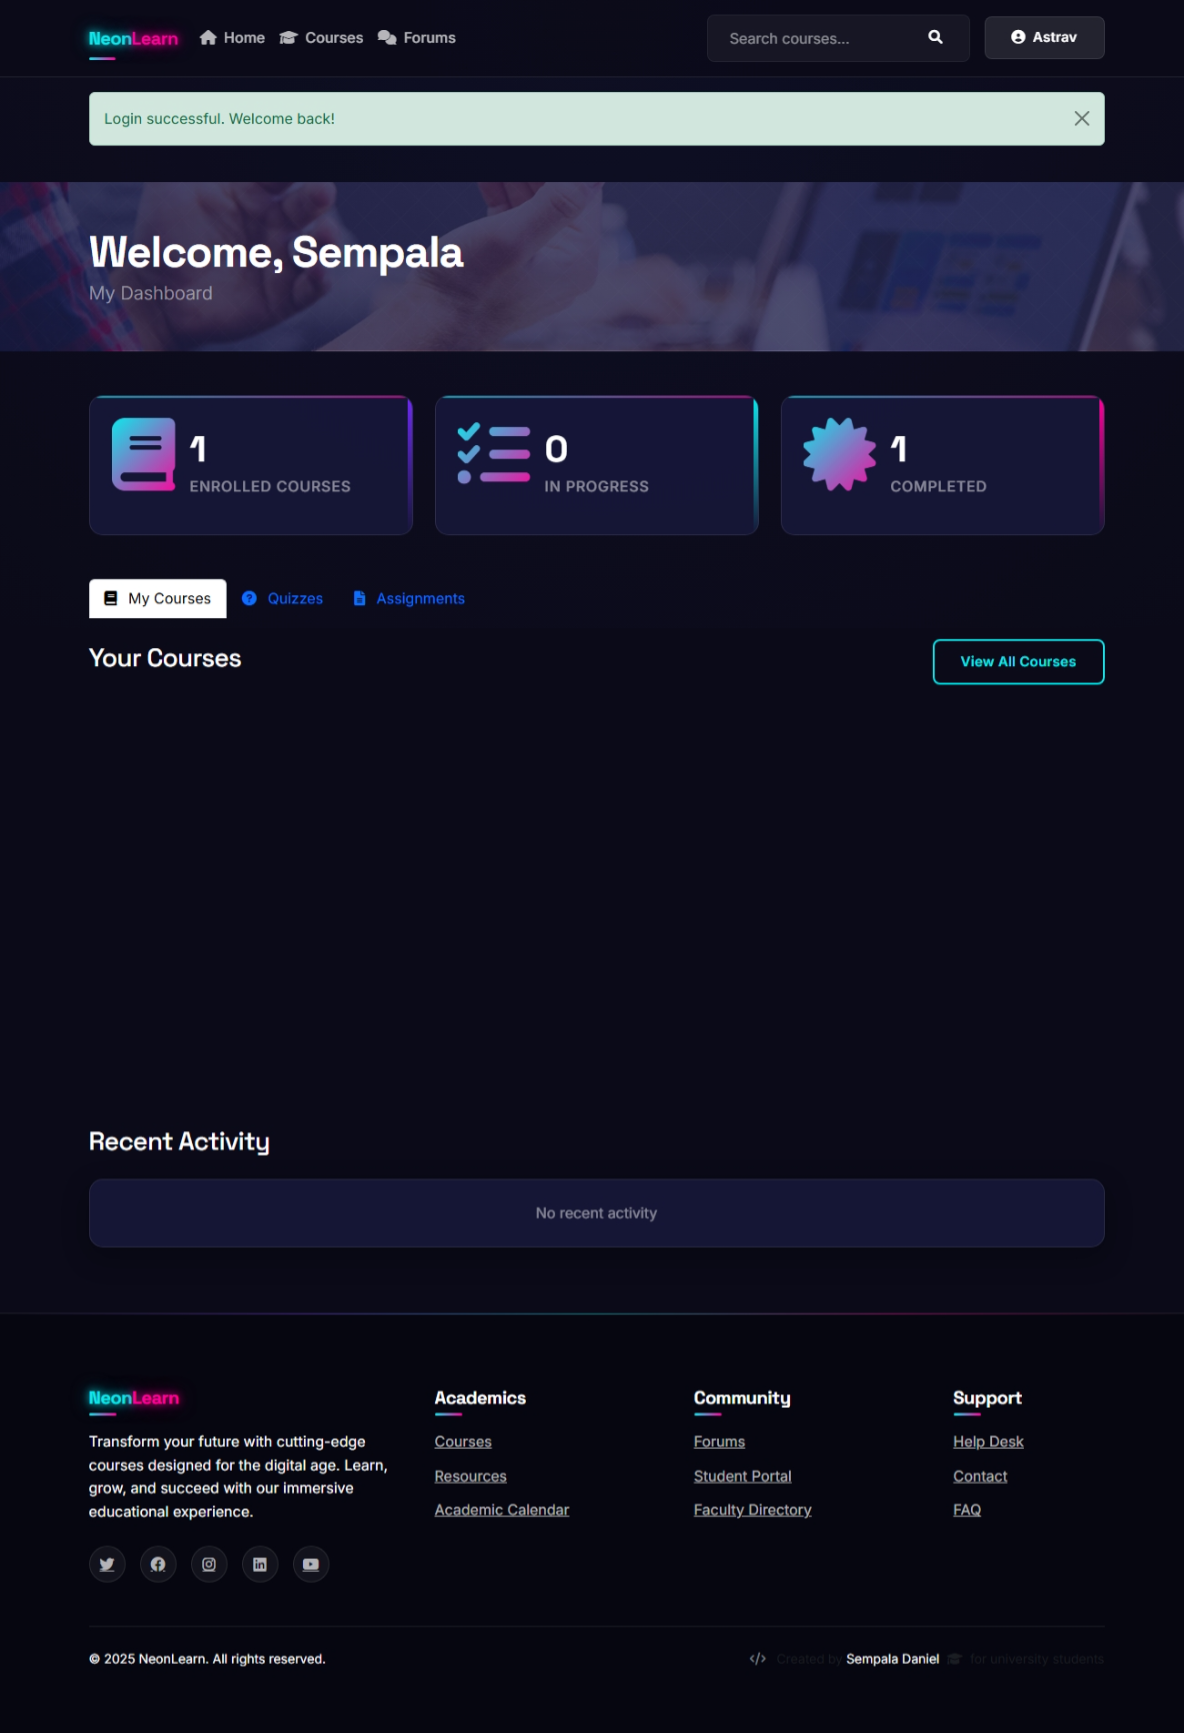 NeonLearn Home Courses Forums Search courses... Astrav
Login successful. Welcome back!
Welcome, Sempala
My Dashboard
1
ENROLLED COURSES
0
IN PROGRESS
1
COMPLETED
My Courses Quizzes Assignments
Your Courses
View All Courses
Recent Activity
No recent activity
NeonLearn
Transform your future with cutting-edge
courses designed for the digital age. Learn,
grow, and succeed with our immersive
educational experience.
Academics
Courses
Resources
Academic Calendar
Community
Forums
Student Portal
Faculty Directory
Support
Help Desk
Contact
FAQ
© 2025 NeonLearn. All rights reserved.
</> Created by Sempala Daniel for university students